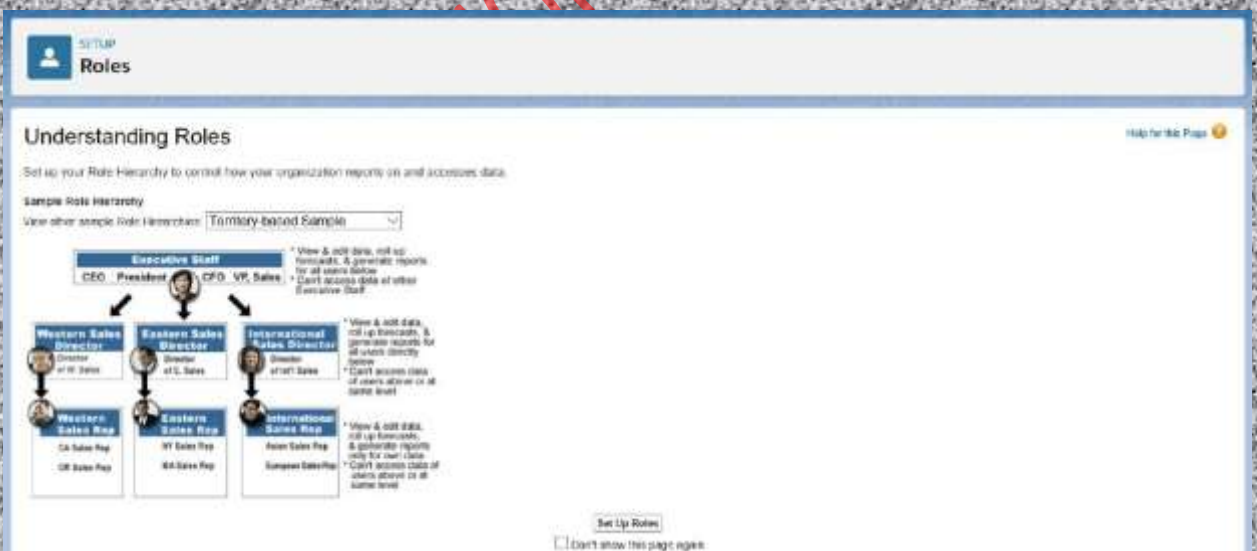 SETUP
Roles
Understanding Roles
Help for this Page
Set up your Role Hierarchy to control how your organization reports on and accesses data.
Sample Role Hierarchy
View other sample Role Hierarchies: Territory-based Sample
Executive Staff
CEO President CFO VP, Sales
* View & edit data, roll up
forecasts, & generate reports
for all users below
* Can't access data of other
Executive Staff
Western Sales
Director
Director
of W. Sales
Eastern Sales
Director
Director
of E. Sales
International
Sales Director
Director
of Int'l Sales
* View & edit data,
roll up forecasts, &
generate reports for
all users directly
below
* Can't access data
of users above or at
same level
Western
Sales Rep
CA Sales Rep
OR Sales Rep
Eastern
Sales Rep
NY Sales Rep
MA Sales Rep
International
Sales Rep
Asian Sales Rep
European Sales Rep
* View & edit data,
roll up forecasts,
& generate reports
only for own data
* Can't access data of
users above or at
same level
Set Up Roles
Don't show this page again